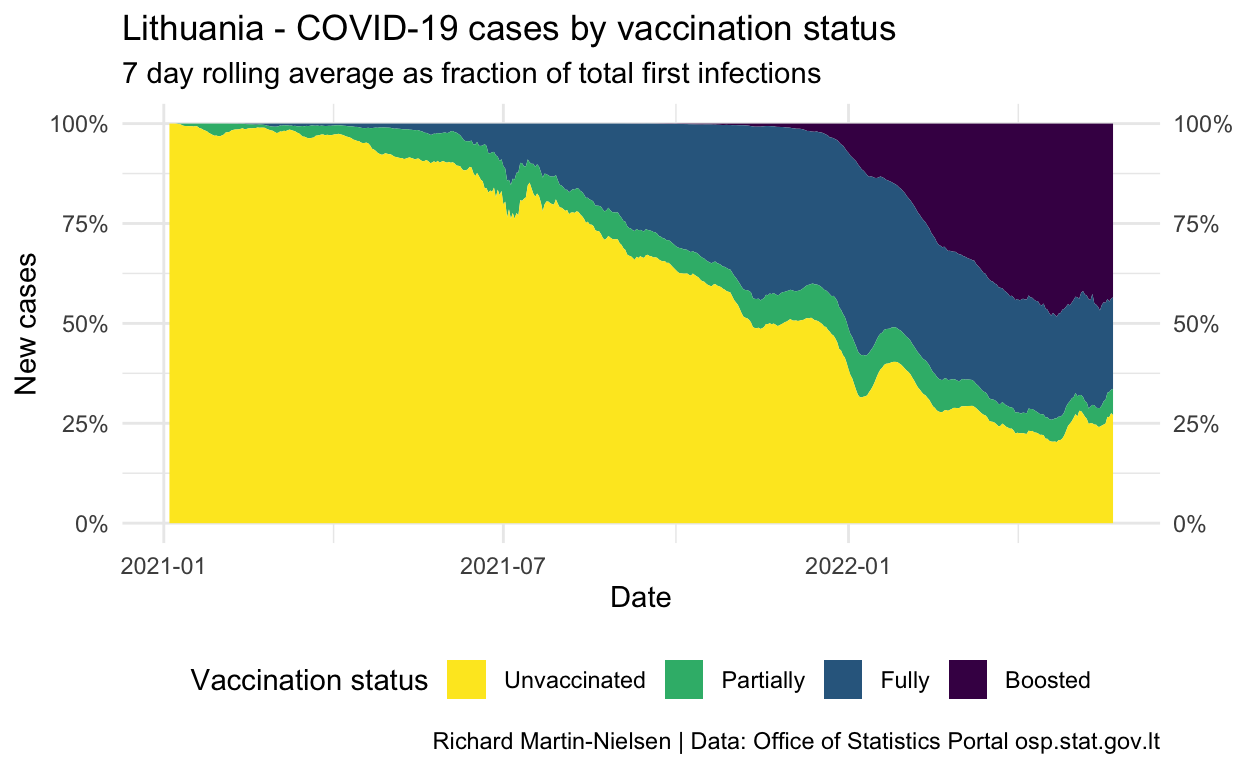 Lithuania - COVID-19 cases by vaccination status
7 day rolling average as fraction of total first infections
New cases
100%
75%
50%
25%
0%
100%
75%
50%
25%
0%
2021-01 2021-07 2022-01
Date
Vaccination status Unvaccinated Partially Fully Boosted
Richard Martin-Nielsen | Data: Office of Statistics Portal osp.stat.gov.lt